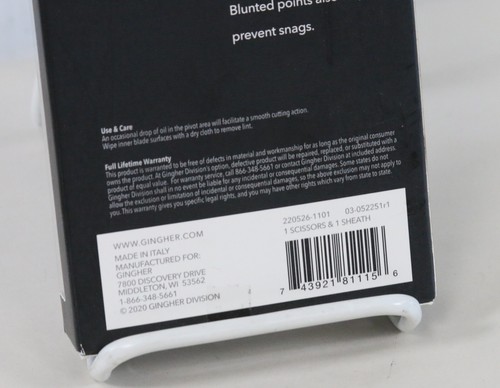 Blunted points also
prevent snags.
Use & Care
An occasional drop of oil in the pivot area will facilitate a smooth cutting action.
Wipe inner blade surfaces with a dry cloth to remove lint.
Full Lifetime Warranty
This product is warranted to be free of defects in material and workmanship for as long as the original consumer
owns the product. At Gingher Division's option, defective product will be repaired, replaced, or substituted with a
product of equal value. For warranty service, call 866-348-5661 or contact Gingher Division at included address.
Gingher Division shall in no event be liable for any incidental or consequential damages. Some states do not
allow the exclusion or limitation of incidental or consequential damages, so the above exclusion may not apply to
you. This warranty gives you specific legal rights, and you may have other rights which vary from state to state.
220526-1101 03-052251r1
1 SCISSORS & 1 SHEATH
WWW.GINGHER.COM
MADE IN ITALY
MANUFACTURED FOR:
GINGHER
7800 DISCOVERY DRIVE
MIDDLETON, WI 53562
1-866-348-5661
© 2020 GINGHER DIVISION
7 43921 81115 6